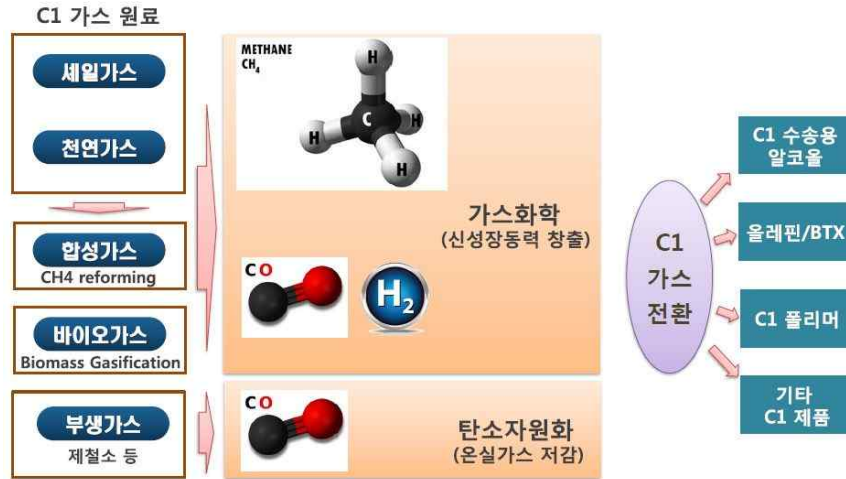 C1 가스 원료
셰일가스
천연가스
합성가스
CH4 reforming
바이오가스
Biomass Gasification
부생가스
제철소 등
METHANE
CH4
H
C
H
H
H
가스화학
(신성장동력 창출)
CO
H2
CO
탄소자원화
(온실가스 저감)
C1
가스
전환
C1 수송용
알코올
올레핀/BTX
C1 폴리머
기타
C1 제품